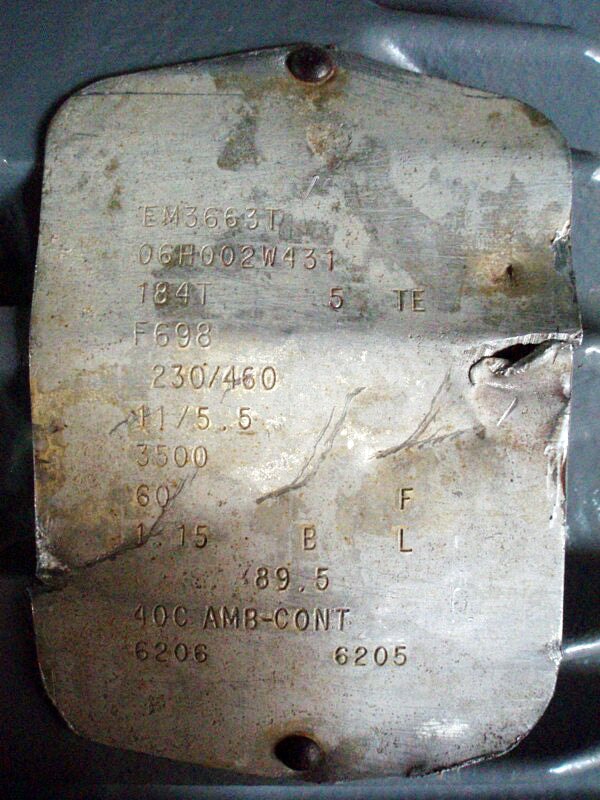 EM3663T
06H002W431
184T 5 TE
F698
230/460
11/5.5
3500
60 F
1.15 B L
89.5
40C AMB-CONT
6206 6205